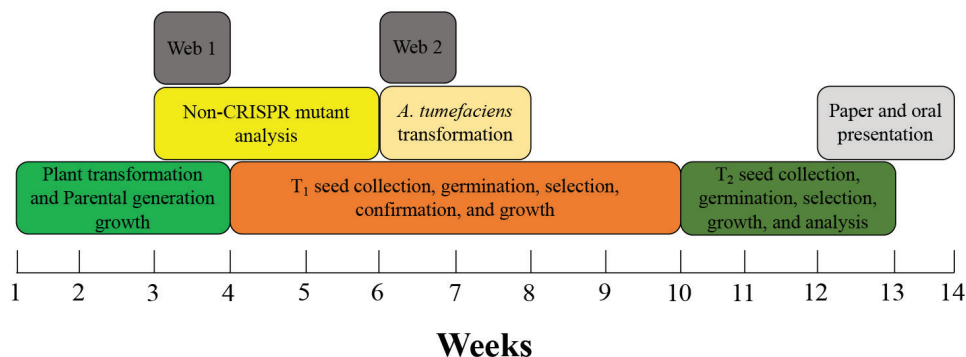 Web 1
Web 2
Non-CRISPR mutant
analysis
A. tumefaciens
transformation
Paper and oral
presentation
Plant transformation
and Parental generation
growth
T₁ seed collection, germination, selection,
confirmation, and growth
T₂ seed collection,
germination, selection,
growth, and analysis
1 2 3 4 6 7 8 9 10 11 12 13 14
Weeks